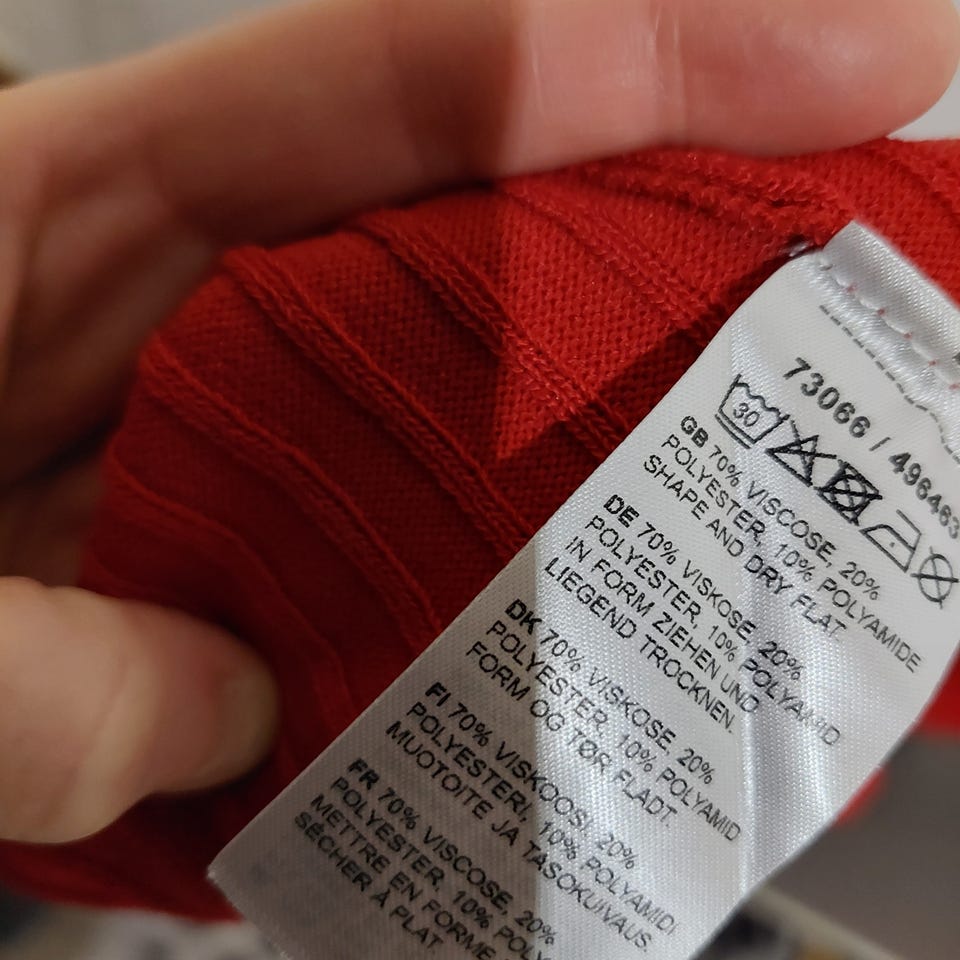 73066 / 496463
30
GB 70% VISCOSE, 20%
POLYESTER, 10% POLYAMIDE
SHAPE AND DRY FLAT.
DE 70% VISKOSE, 20%
POLYESTER, 10% POLYAMID
IN FORM ZIEHEN UND
LIEGEND TROCKNEN.
DK 70% VISKOSE, 20%
POLYESTER, 10% POLYAMID
FORM OG TØR FLADT.
FI 70% VISKOOSI, 20%
POLYESTERI, 10% POLYAMIDI
MUOTOITE JA TASOKUIVAUS.
FR 70% VISCOSE, 20%
POLYESTER, 10%
METTRE EN FORME
SÉCHER À PLAT.